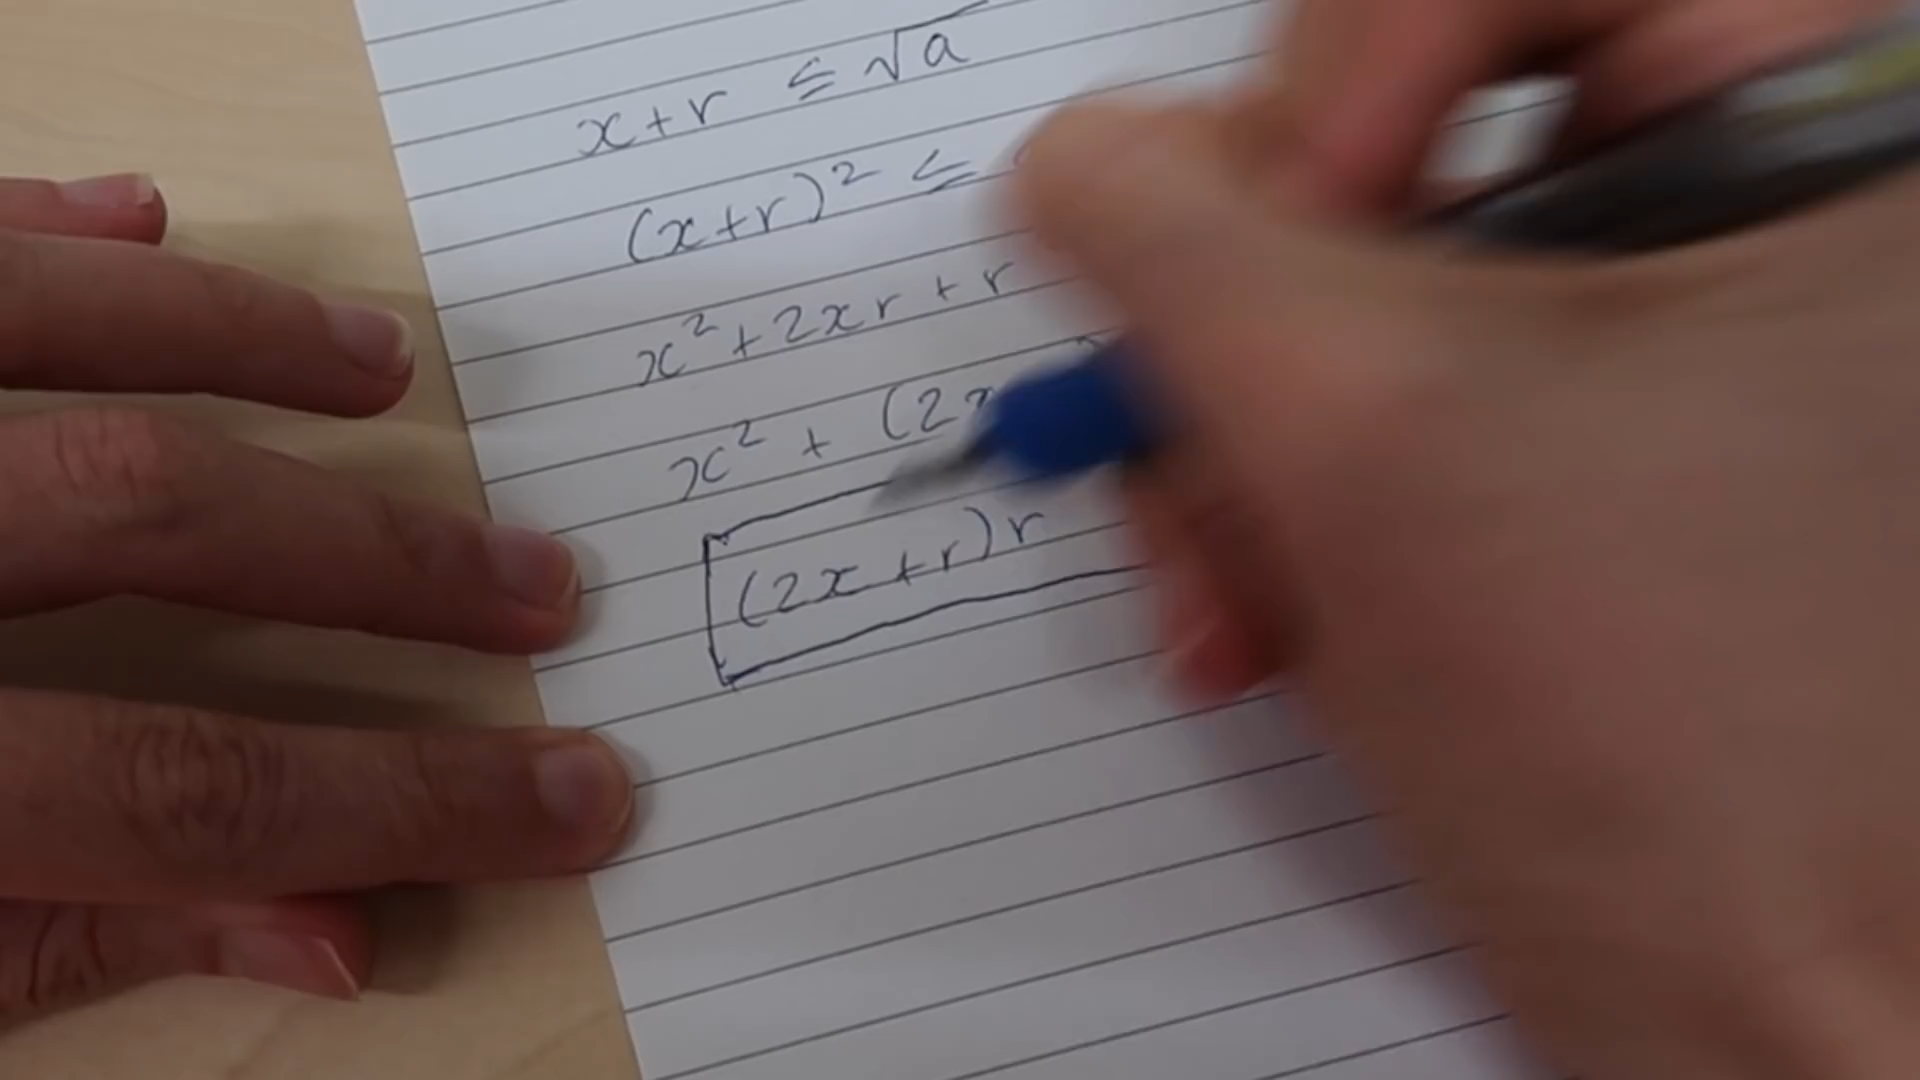 x+r ≤ √a
(x+r)² ≤
x²+2xr+r
x² + (2x
(2x+r)r